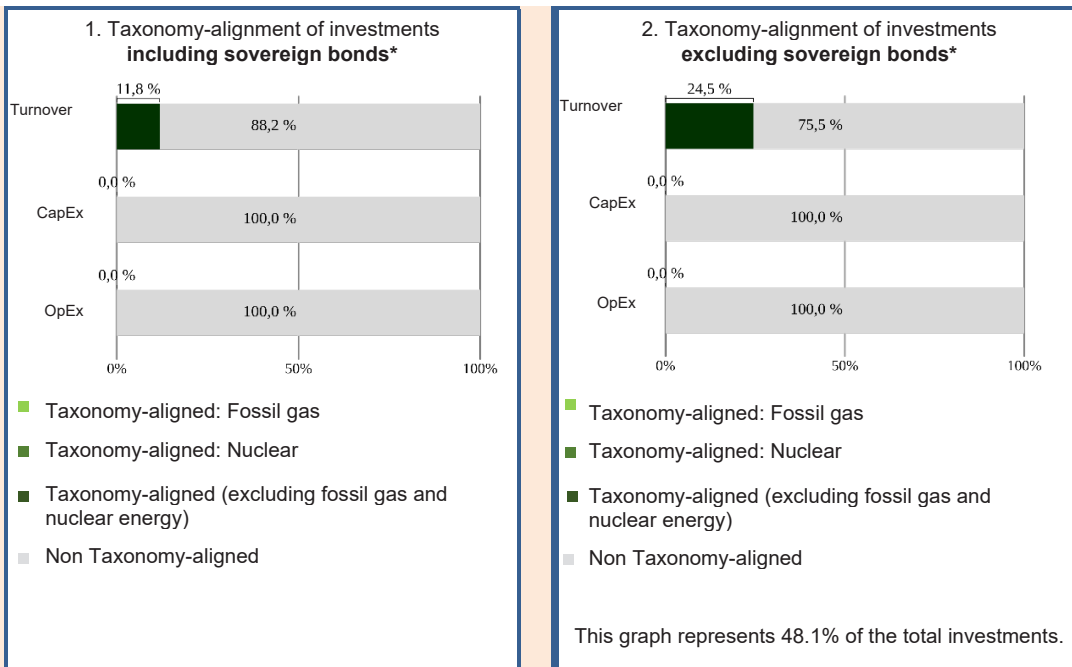 1. Taxonomy-alignment of investments
including sovereign bonds*
11,8 %
Turnover
88,2 %
0,0 %
CapEx
100,0 %
0,0 %
OpEx
100,0 %
0%
50%
100%
Taxonomy-aligned: Fossil gas
Taxonomy-aligned: Nuclear
Taxonomy-aligned (excluding fossil gas and
nuclear energy)
Non Taxonomy-aligned
2. Taxonomy-alignment of investments
excluding sovereign bonds*
24,5 %
Turnover
75,5 %
0,0 %
CapEx
100,0 %
0,0 %
OpEx
100,0 %
0%
50%
100%
Taxonomy-aligned: Fossil gas
Taxonomy-aligned: Nuclear
Taxonomy-aligned (excluding fossil gas and
nuclear energy)
Non Taxonomy-aligned
This graph represents 48.1% of the total investments.